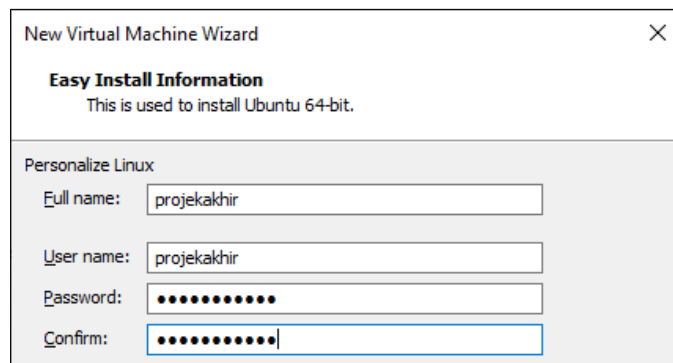 New Virtual Machine Wizard
Easy Install Information
This is used to install Ubuntu 64-bit.
Personalize Linux
Full name: projekakhir
User name: projekakhir
Password: ●●●●●●●●●●●
Confirm: ●●●●●●●●●●●